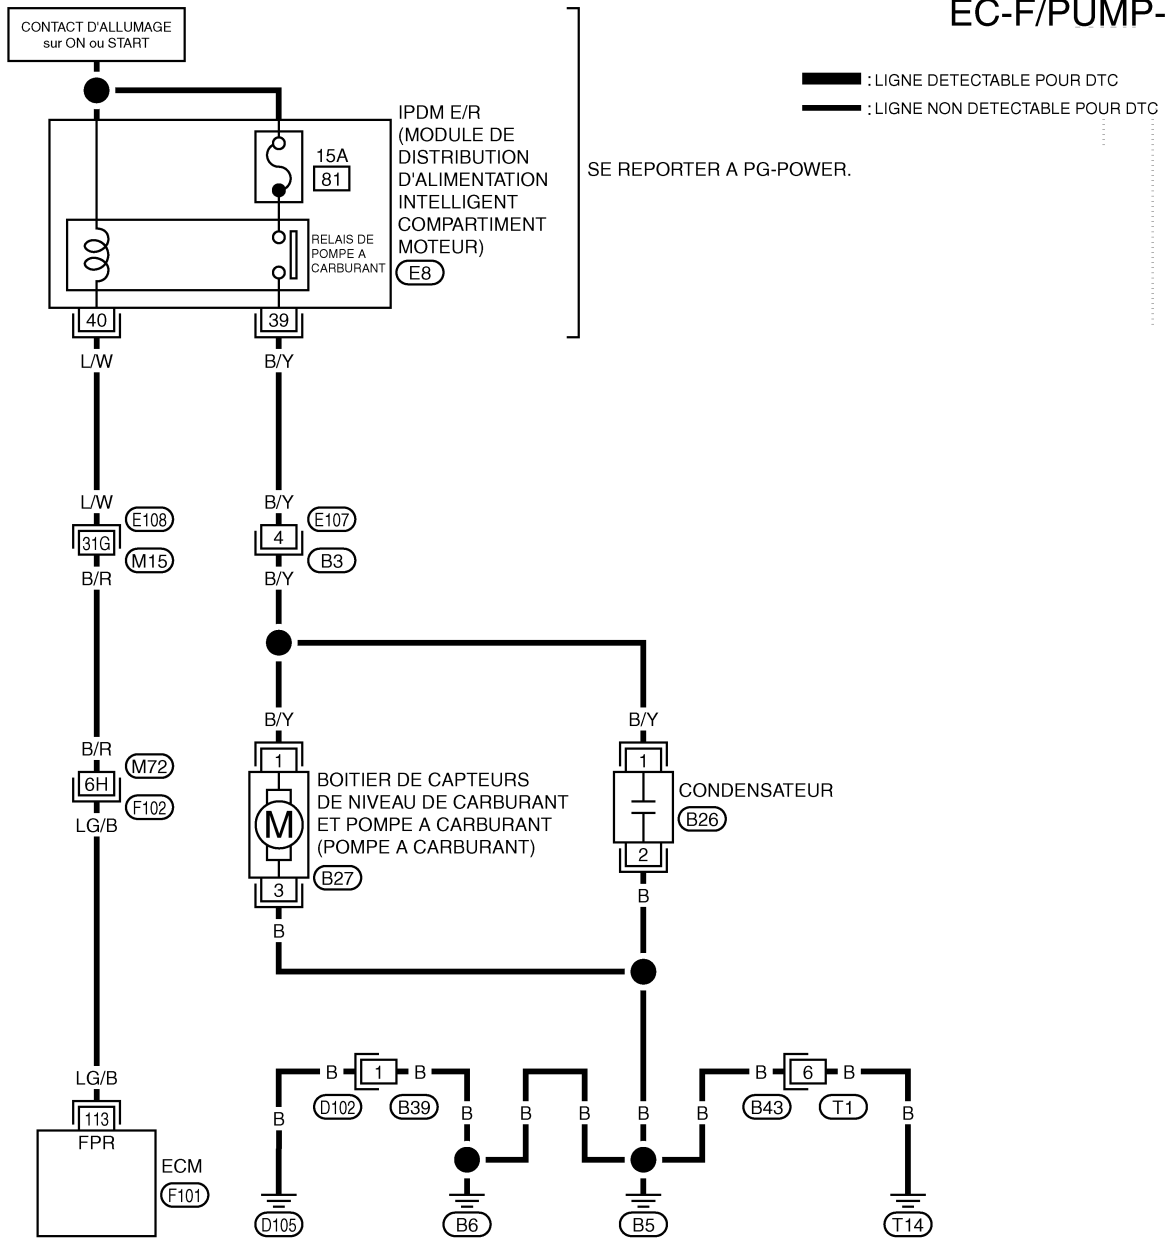 EC-F/PUMP-
CONTACT D'ALLUMAGE
sur ON ou START
: LIGNE DETECTABLE POUR DTC
: LIGNE NON DETECTABLE POUR DTC
IPDM E/R
(MODULE DE
DISTRIBUTION
D'ALIMENTATION
INTELLIGENT
COMPARTIMENT
MOTEUR)
E8
15A
81
SE REPORTER A PG-POWER.
RELAIS DE
POMPE A
CARBURANT
40
39
L/W
B/Y
L/W
B/Y
E108
E107
31G
4
M15
B3
B/R
B/Y
B/R
B/Y
B/Y
M72
6H
F102
LG/B
1
1
BOITIER DE CAPTEURS
DE NIVEAU DE CARBURANT
ET POMPE A CARBURANT
(POMPE A CARBURANT)
M
B27
CONDENSATEUR
B26
3
2
B
B
LG/B
113
FPR
ECM
F101
B
1
B
B
6
B
D102
B39
B43
T1
B
B
B
B
B
B
B
D105
B6
B5
T14